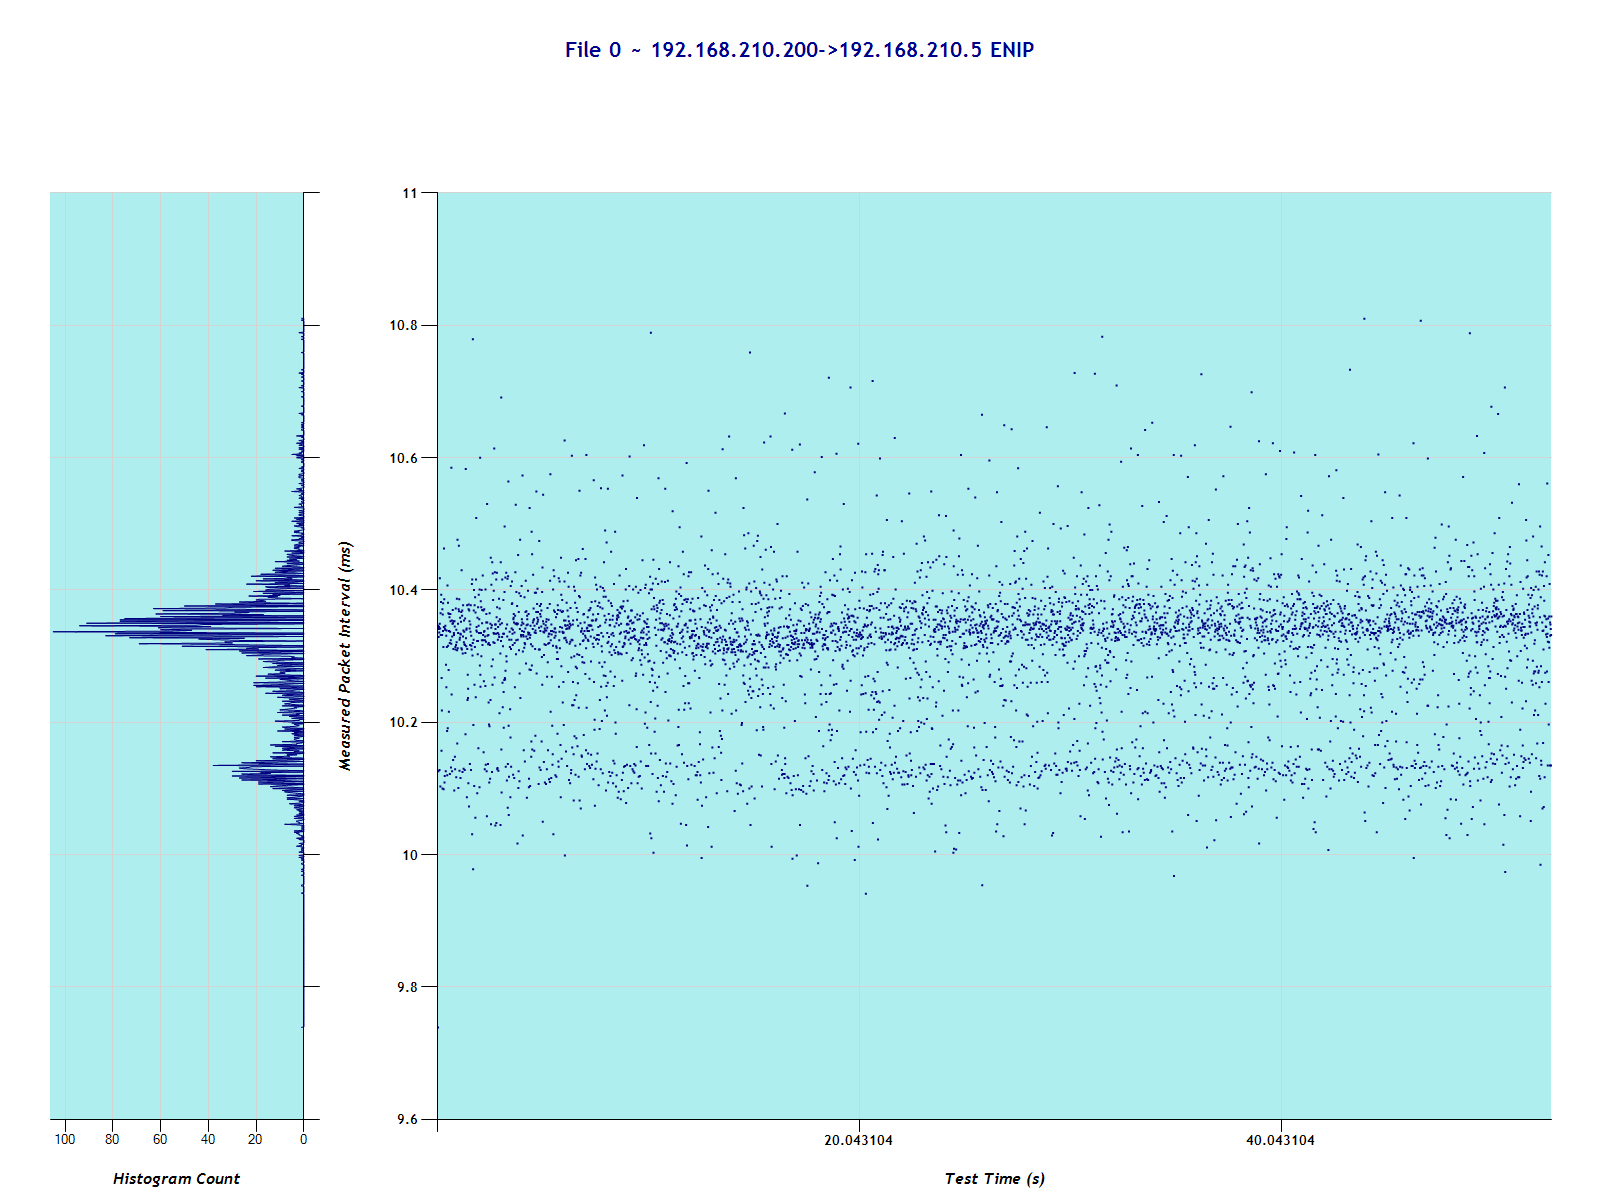 File 0 ~ 192.168.210.200->192.168.210.5 ENIP
11
10.8
10.6
10.4
10.2
10
9.8
9.6
Measured Packet Interval (ms)
100 80 60 40 20 0
20.043104 40.043104
Histogram Count
Test Time (s)